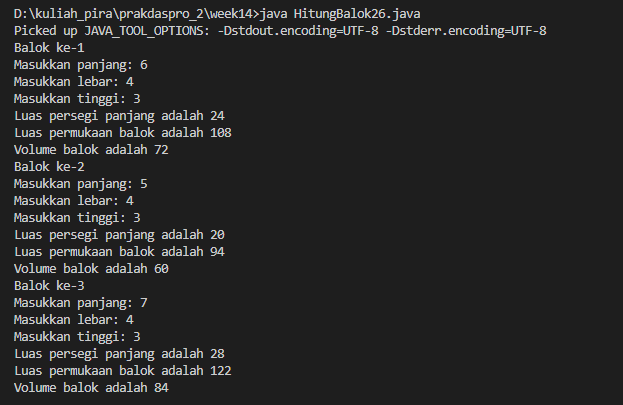 D:\kuliah_pira\prakdaspro_2\week14>java HitungBalok26.java
Picked up JAVA_TOOL_OPTIONS: -Dstdout.encoding=UTF-8 -Dstderr.encoding=UTF-8
Balok ke-1
Masukkan panjang: 6
Masukkan lebar: 4
Masukkan tinggi: 3
Luas persegi panjang adalah 24
Luas permukaan balok adalah 108
Volume balok adalah 72
Balok ke-2
Masukkan panjang: 5
Masukkan lebar: 4
Masukkan tinggi: 3
Luas persegi panjang adalah 20
Luas permukaan balok adalah 94
Volume balok adalah 60
Balok ke-3
Masukkan panjang: 7
Masukkan lebar: 4
Masukkan tinggi: 3
Luas persegi panjang adalah 28
Luas permukaan balok adalah 122
Volume balok adalah 84